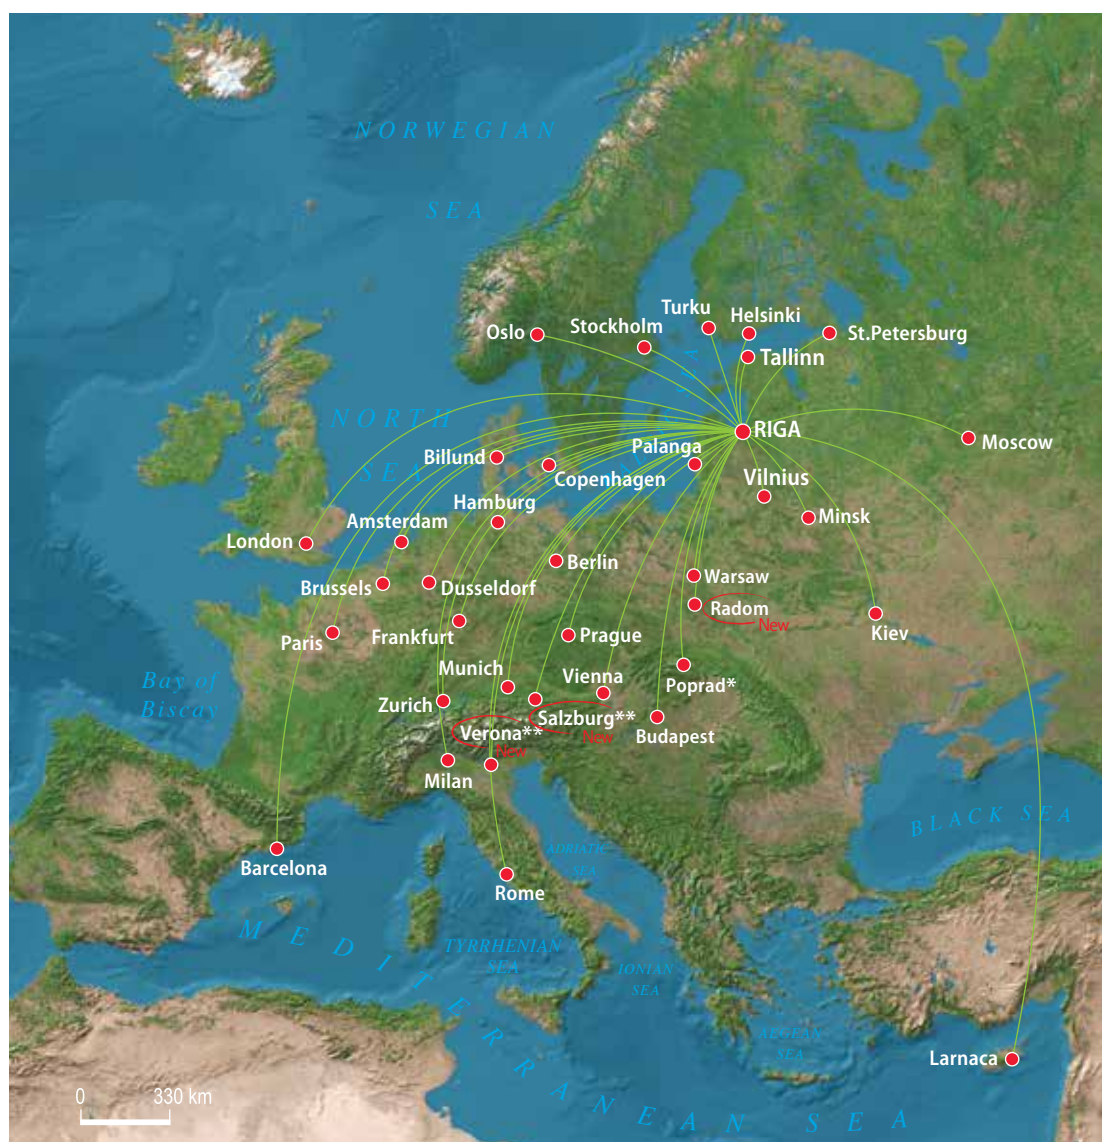 NORWEGIAN
SEA
Turku
Helsinki
Oslo
Stockholm
St.Petersburg
Tallinn
SEA
NORTH
RIGA
Moscow
Palanga
Billund
SEA
Copenhagen
Vilnius
Hamburg
Minsk
Amsterdam
London
Berlin
Warsaw
Brussels
Dusseldorf
Radom
New
Kiev
Frankfurt
Prague
Paris
Munich
Vienna
Poprad*
Bay of
Biscay
Zurich
Salzburg**
New
Verona**
New
Budapest
Milan
BLACK SEA
ADRIATIC
SEA
Barcelona
Rome
MEDITERRANEAN SEA
TYRRHENIAN
SEA
IONIAN
SEA
AEGEAN
SEA
Larnaca
0 330 km